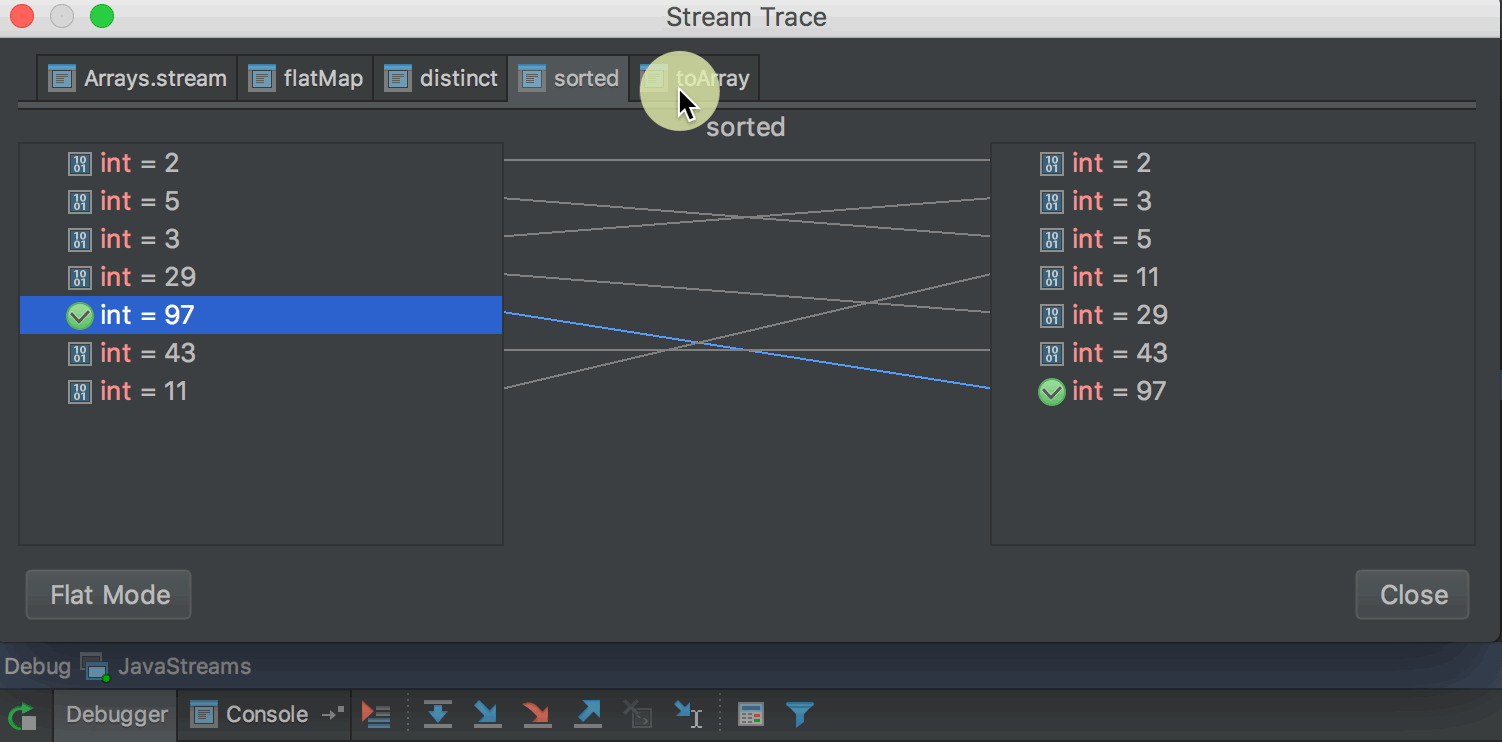 Stream Trace
Arrays.stream flatMap distinct sorted toArray
sorted
int = 2
int = 5
int = 3
int = 29
int = 97
int = 43
int = 11
int = 2
int = 3
int = 5
int = 11
int = 29
int = 43
int = 97
Flat Mode Close
Debug JavaStreams
Debugger Console